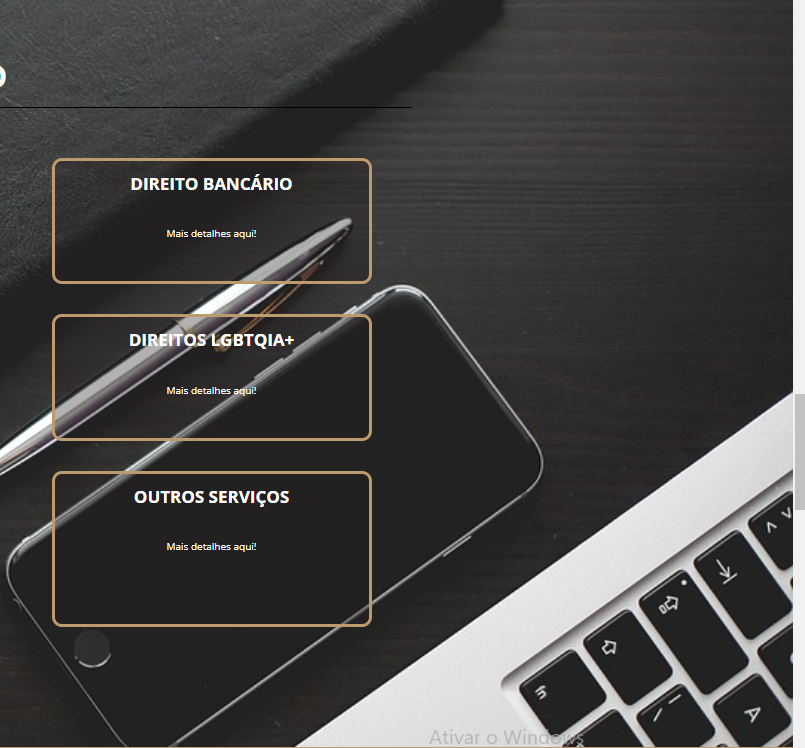 DIREITO BANCÁRIO
Mais detalhes aqui!
DIREITOS LGBTQIA+
Mais detalhes aqui!
OUTROS SERVIÇOS
Mais detalhes aqui!
Ativar o Windows